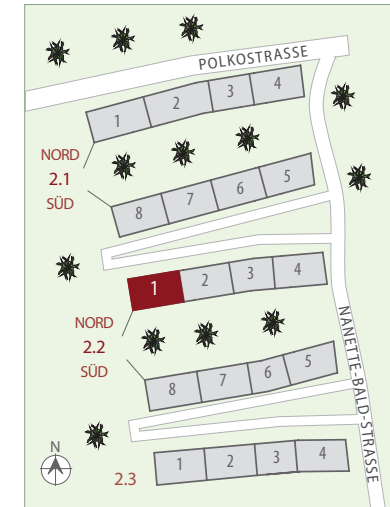 POLKOSTRASSE
1 2 3 4
NORD
2.1
SÜD
8 7 6 5
1 2 3 4
NORD
2.2
SÜD
8 7 6 5
NANETTE-BALD-STRASSE
N
2.3
1 2 3 4